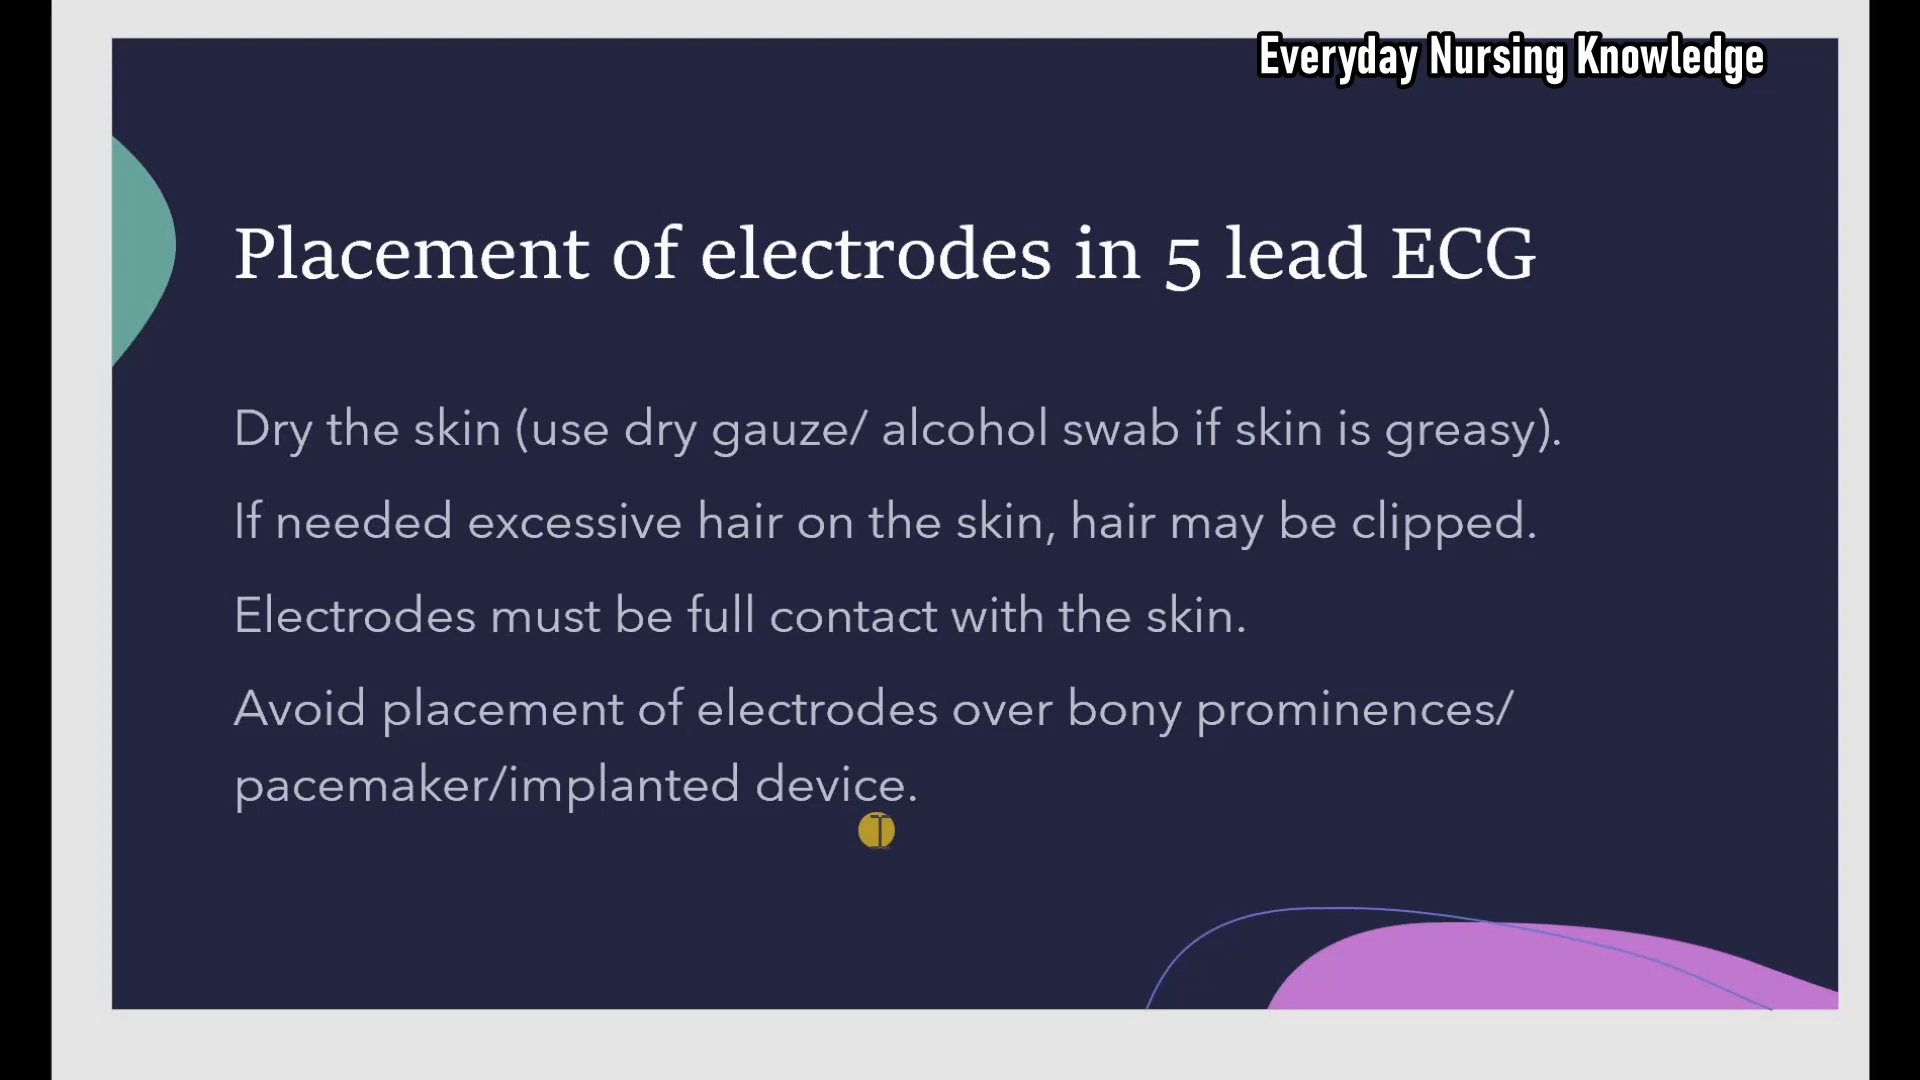 Everyday Nursing Knowledge
Placement of electrodes in 5 lead ECG
Dry the skin (use dry gauze/ alcohol swab if skin is greasy).
If needed excessive hair on the skin, hair may be clipped.
Electrodes must be full contact with the skin.
Avoid placement of electrodes over bony prominences/
pacemaker/implanted device.